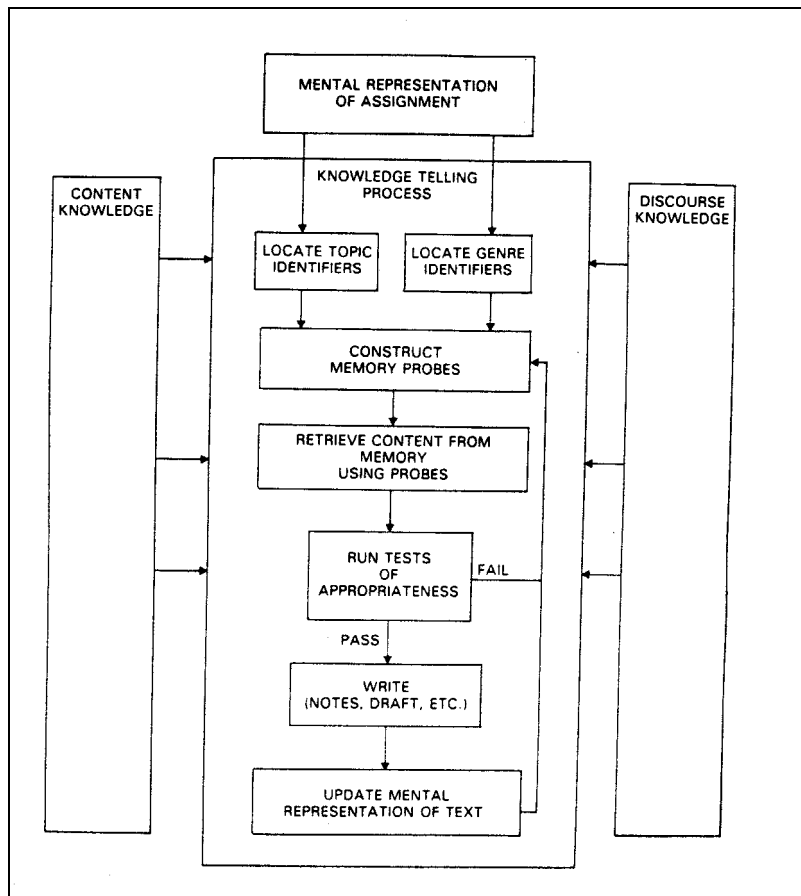 MENTAL REPRESENTATION
OF ASSIGNMENT
KNOWLEDGE TELLING
PROCESS
CONTENT
KNOWLEDGE
DISCOURSE
KNOWLEDGE
LOCATE TOPIC
IDENTIFIERS
LOCATE GENRE
IDENTIFIERS
CONSTRUCT
MEMORY PROBES
RETRIEVE CONTENT FROM
MEMORY
USING PROBES
RUN TESTS
OF
APPROPRIATENESS
FAIL
PASS
WRITE
(NOTES, DRAFT, ETC.)
UPDATE MENTAL
REPRESENTATION OF TEXT